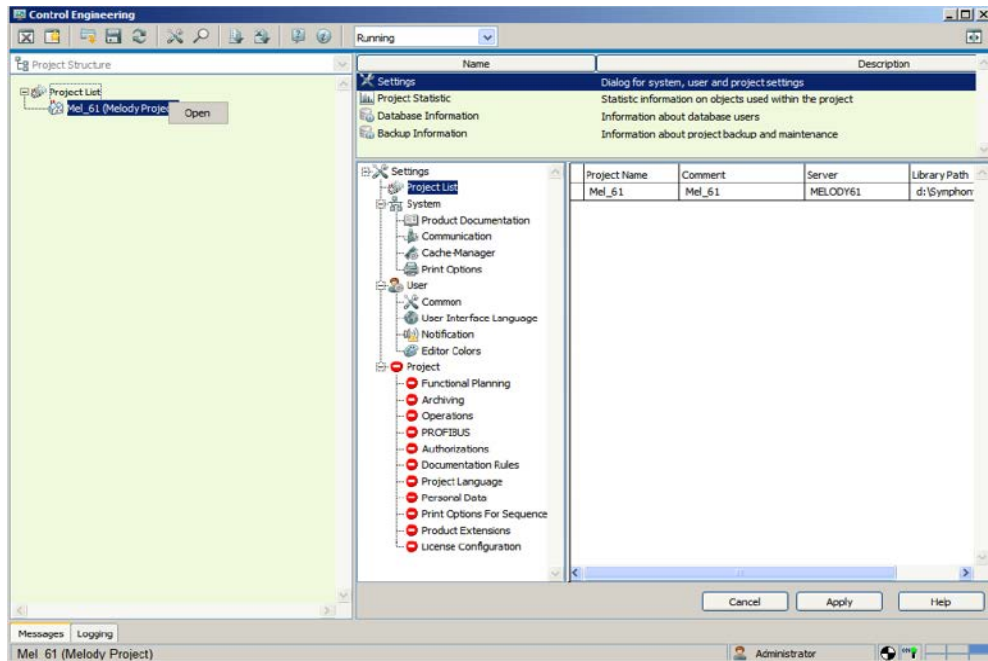 Control Engineering
Running
Project Structure
Name Description
Project List
Mel_61 (Melody Projec
Open
Settings Dialog for system, user and project settings
Project Statistic Statistc information on objects used within the project
Database Information Information about database users
Backup Information Information about project backup and maintenance
Settings
Project List
System
Product Documentation
Communication
Cache-Manager
Print Options
User
Common
User Interface Language
Notification
Editor Colors
Project
Functional Planning
Archiving
Operations
PROFIBUS
Authorizations
Documentation Rules
Project Language
Personal Data
Print Options For Sequence
Product Extensions
License Configuration
Project Name Comment Server Library Path
Mel_61 Mel_61 MELODY61 d:\Symphon
Cancel Apply Help
Messages Logging
Mel_61 (Melody Project) Administrator